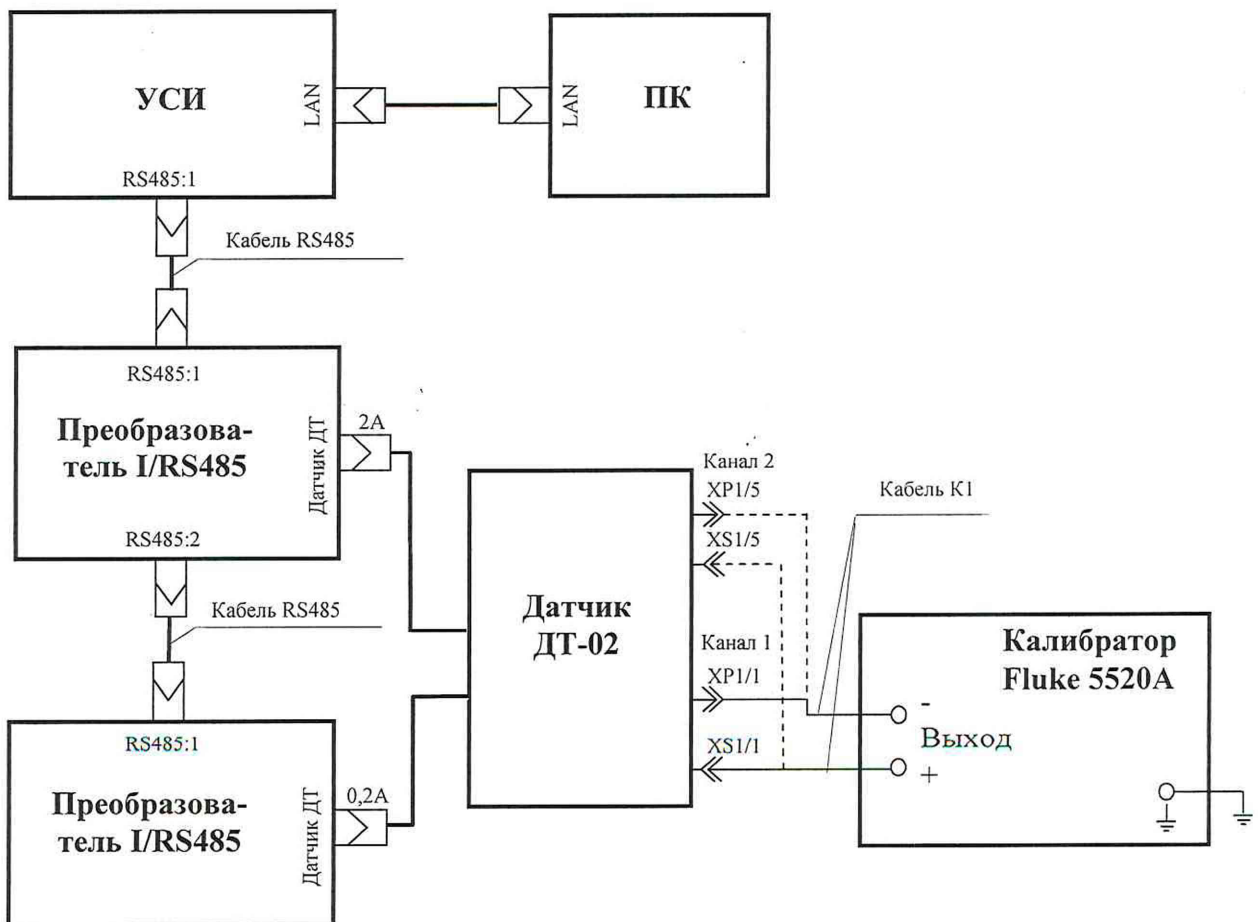 УСИ
LAN
LAN
ПК
RS485:1
Кабель RS485
RS485:1
Преобразова-
тель I/RS485
Датчик ДТ
2А
RS485:2
Кабель RS485
Канал 2
XP1/5
XS1/5
Кабель К1
Датчик
ДТ-02
Канал 1
XP1/1
XS1/1
Калибратор
Fluke 5520A
-
Выход
+
RS485:1
Преобразова-
тель I/RS485
Датчик ДТ
0,2А